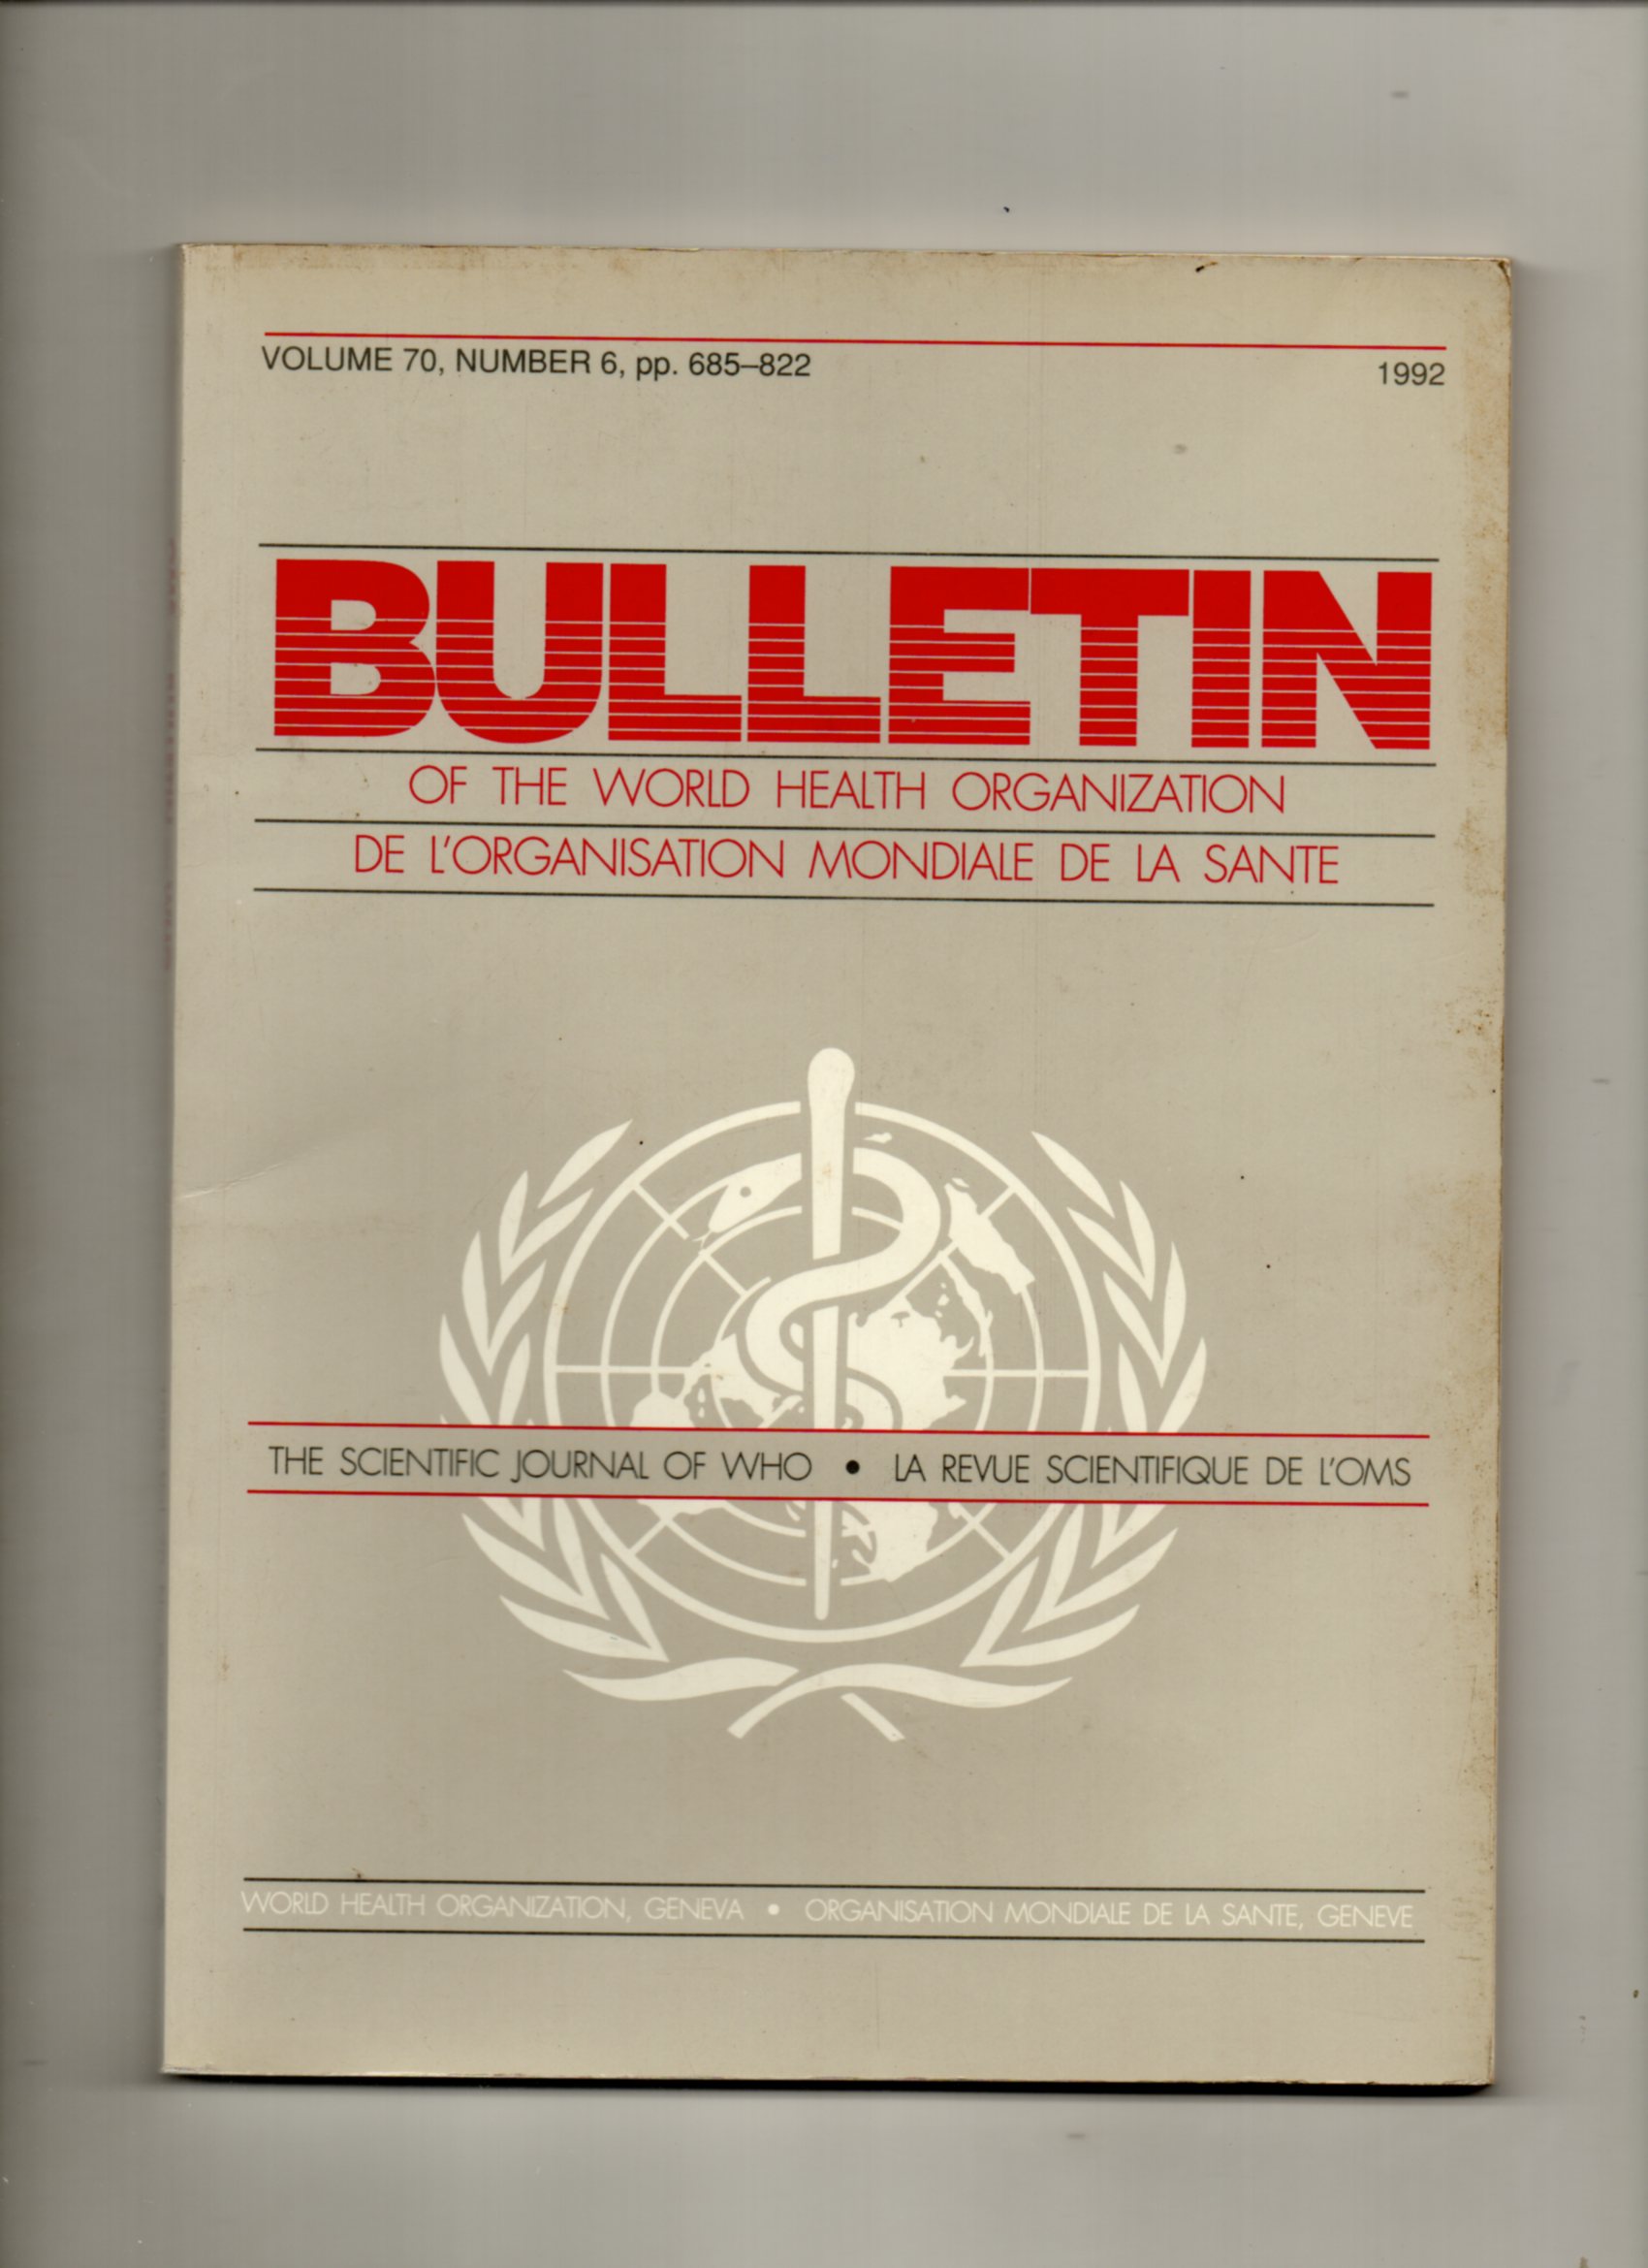 VOLUME 70, NUMBER 6, pp. 685–822
1992
BULLETIN
OF THE WORLD HEALTH ORGANIZATION
DE L'ORGANISATION MONDIALE DE LA SANTE
THE SCIENTIFIC JOURNAL OF WHO • LA REVUE SCIENTIFIQUE DE L'OMS
WORLD HEALTH ORGANIZATION, GENEVA • ORGANISATION MONDIALE DE LA SANTE, GENEVE